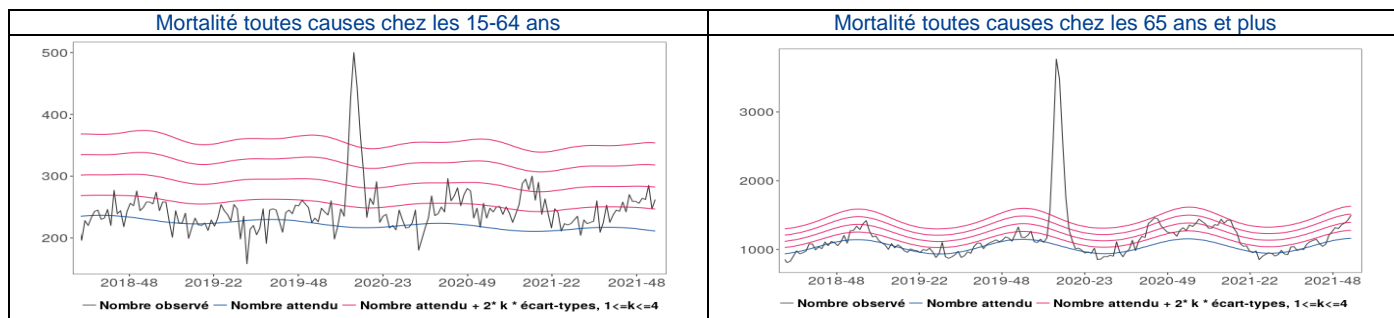 Mortalité toutes causes chez les 15-64 ans
500
400
300
200
2018-48 2019-22 2019-48 2020-23 2020-49 2021-22 2021-48
Nombre observé Nombre attendu Nombre attendu + 2* k * écart-types, 1<=k<=4
Mortalité toutes causes chez les 65 ans et plus
3000
2000
1000
2018-48 2019-22 2019-48 2020-23 2020-49 2021-22 2021-48
Nombre observé Nombre attendu Nombre attendu + 2* k * écart-types, 1<=k<=4